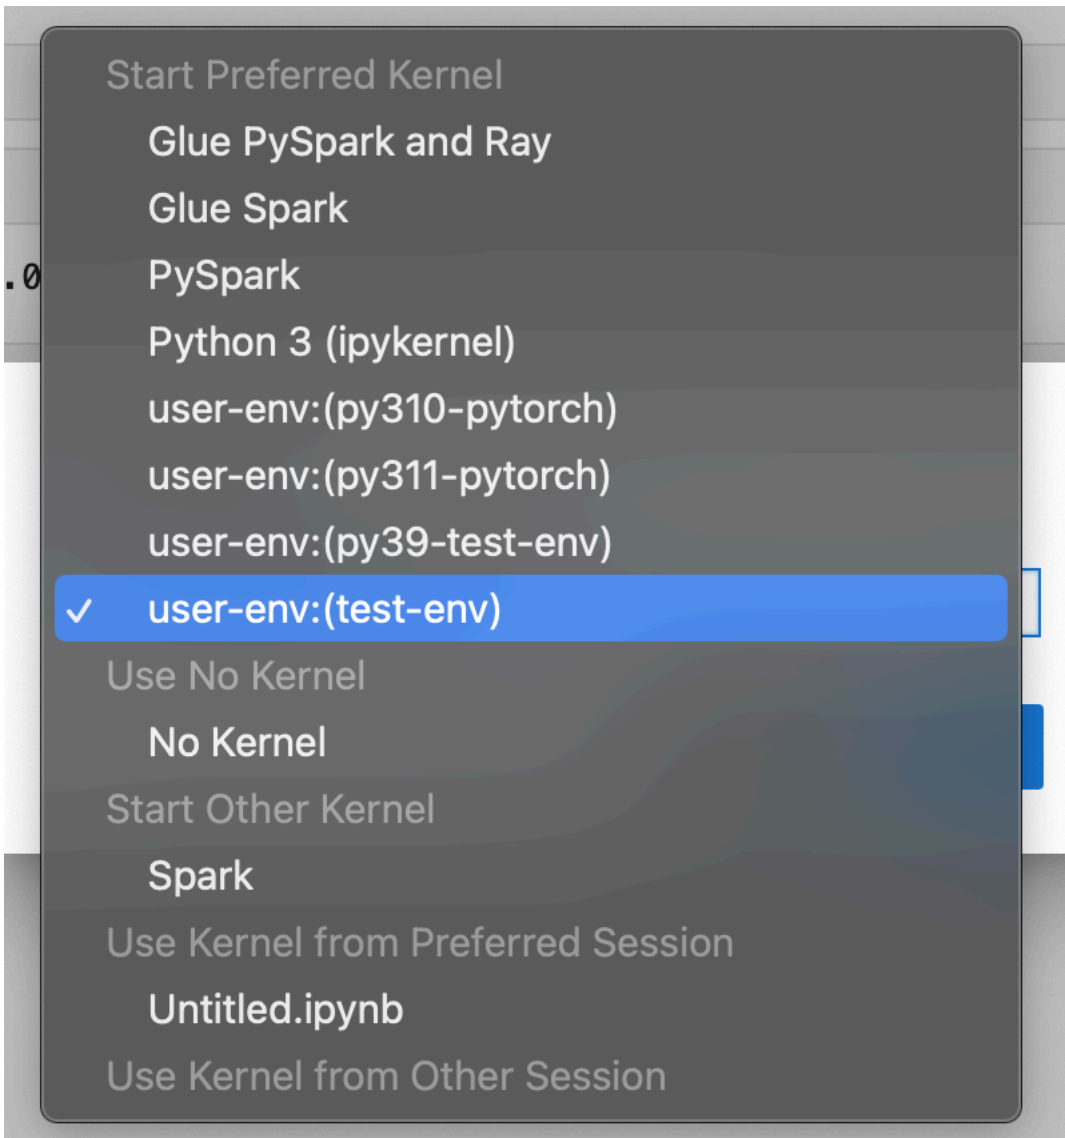 Start Preferred Kernel
Glue PySpark and Ray
Glue Spark
.0
PySpark
Python 3 (ipykernel)
user-env:(py310-pytorch)
user-env:(py311-pytorch)
user-env:(py39-test-env)
✓ user-env:(test-env)
Use No Kernel
No Kernel
Start Other Kernel
Spark
Use Kernel from Preferred Session
Untitled.ipynb
Use Kernel from Other Session